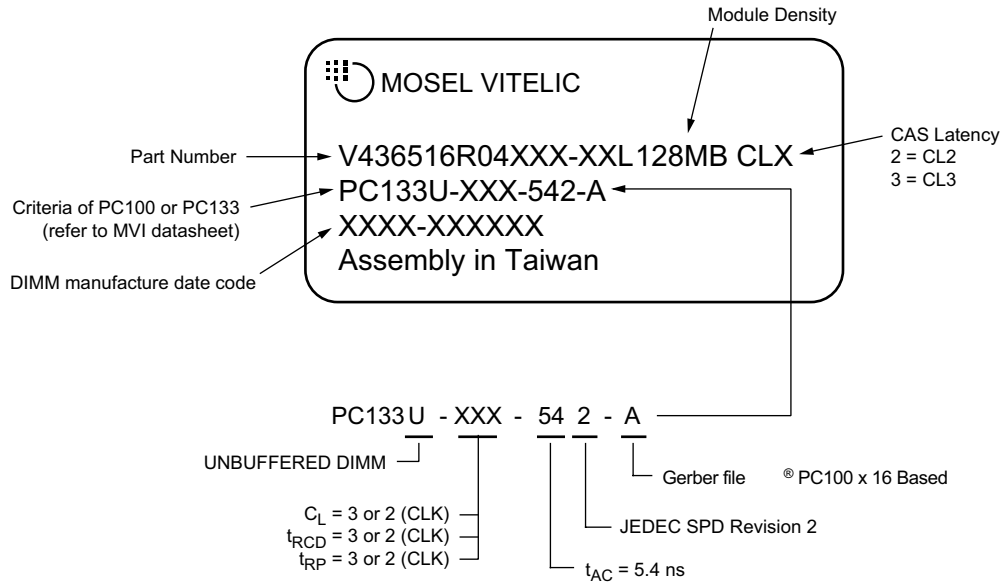 Module Density
MOSEL VITELIC
Part Number
V436516R04XXX-XXL128MB CLX
CAS Latency
2 = CL2
3 = CL3
Criteria of PC100 or PC133
(refer to MVI datasheet)
PC133U-XXX-542-A
XXXX-XXXXXX
DIMM manufacture date code
Assembly in Taiwan
PC133 U - XXX - 54 2 - A
UNBUFFERED DIMM
Gerber file ® PC100 x 16 Based
CL = 3 or 2 (CLK)
tRCD = 3 or 2 (CLK)
tRP = 3 or 2 (CLK)
JEDEC SPD Revision 2
tAC = 5.4 ns